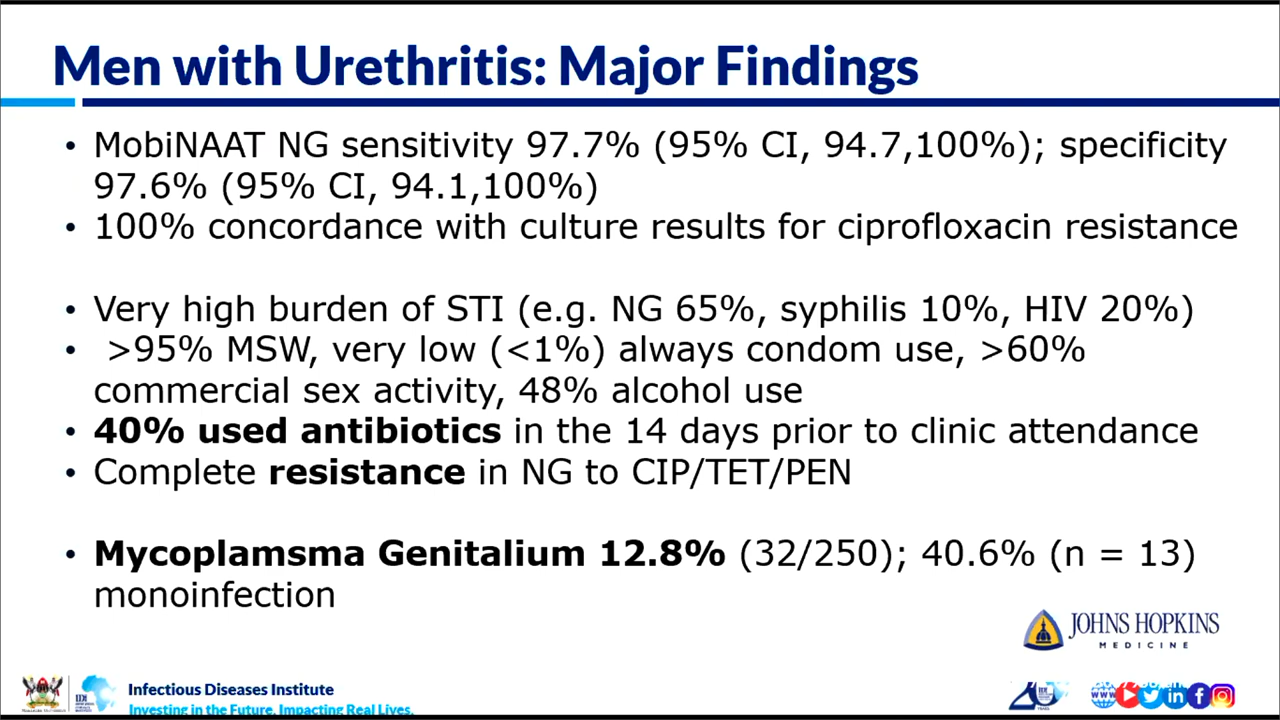 Men with Urethritis: Major Findings
• MobiNAAT NG sensitivity 97.7% (95% CI, 94.7,100%); specificity
97.6% (95% CI, 94.1,100%)
• 100% concordance with culture results for ciprofloxacin resistance
• Very high burden of STI (e.g. NG 65%, syphilis 10%, HIV 20%)
• >95% MSW, very low (<1%) always condom use, >60%
commercial sex activity, 48% alcohol use
• 40% used antibiotics in the 14 days prior to clinic attendance
• Complete resistance in NG to CIP/TET/PEN
• Mycoplamsma Genitalium 12.8% (32/250); 40.6% (n = 13)
monoinfection
JOHNS HOPKINS
MEDICINE
Infectious Diseases Institute
Investing in the Future. Impacting Real Lives.